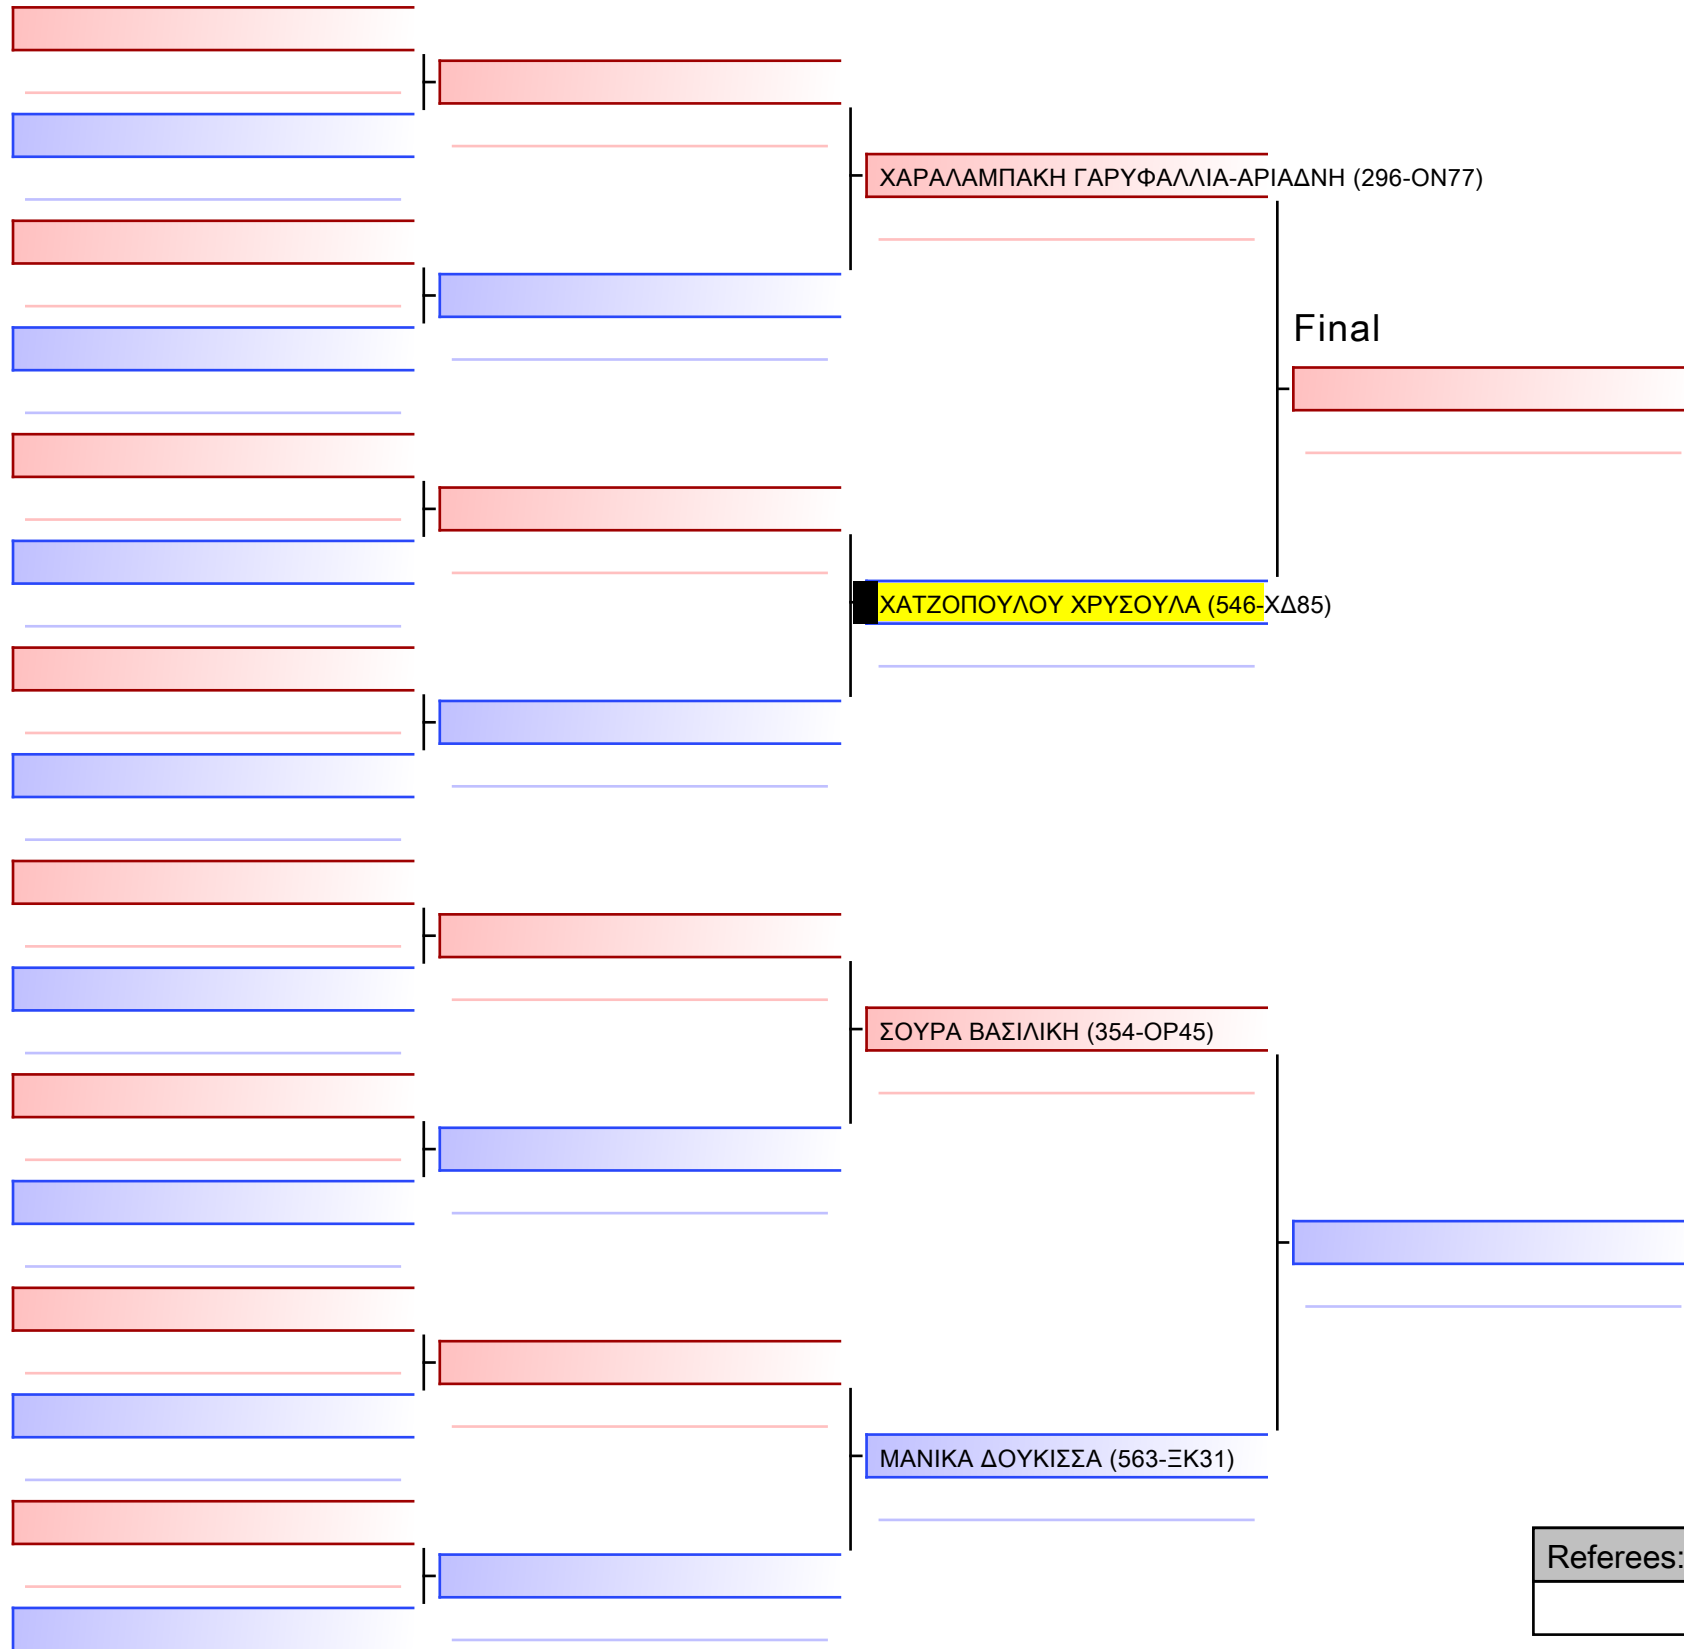 ΧΑΡΑΛΑΜΠΑΚΗ ΓΑΡΥΦΑΛΛΙΑ-ΑΡΙΑΔΝΗ (296-ΟΝ77)
Final
ΧΑΤΖΟΠΟΥΛΟΥ ΧΡΥΣΟΥΛΑ (546-ΧΔ85)
ΣΟΥΡΑ ΒΑΣΙΛΙΚΗ (354-ΟΡ45)
ΜΑΝΙΚΑ ΔΟΥΚΙΣΣΑ (563-ΞΚ31)
Referees: